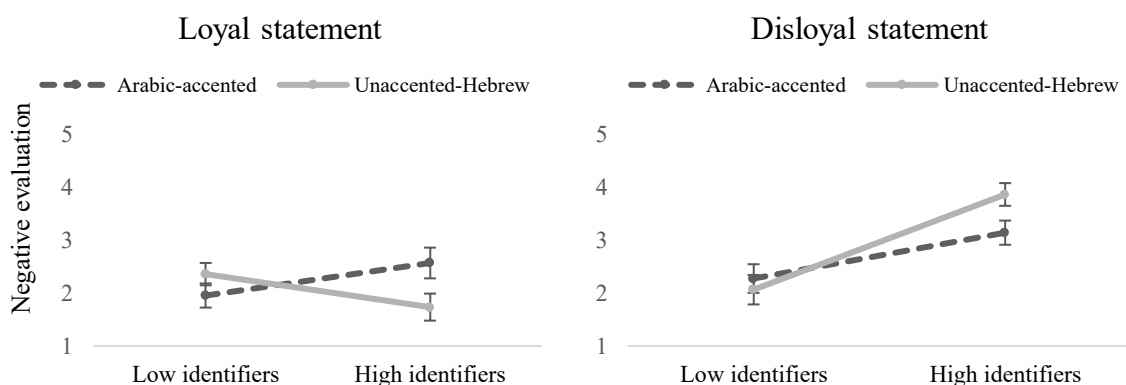 Loyal statement
Arabic-accented Unaccented-Hebrew
Negative evaluation
5
4
3
2
1
Low identifiers High identifiers
Disloyal statement
Arabic-accented Unaccented-Hebrew
5
4
3
2
1
Low identifiers High identifiers